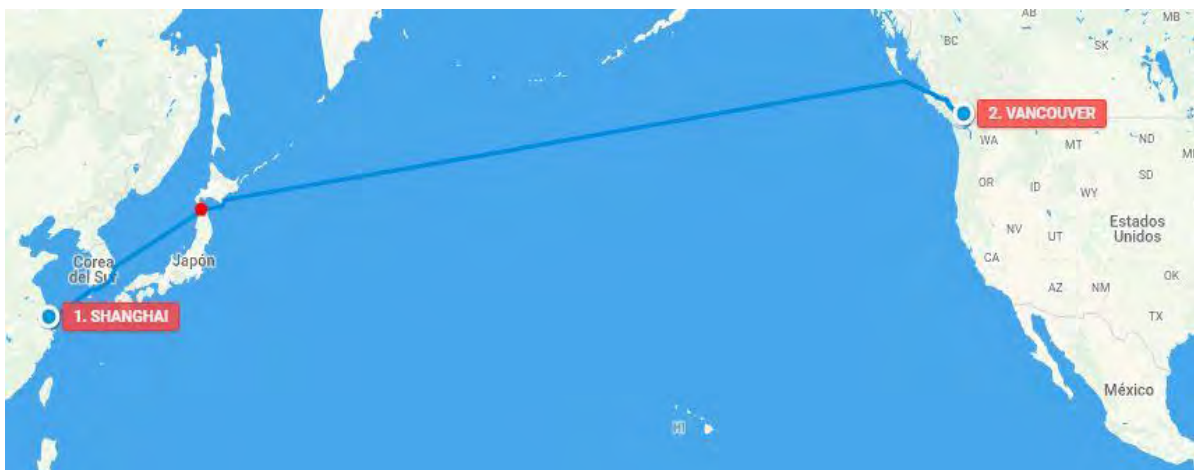 AB
MB
BC
SK
2. VANCOUVER
WA
MT
ND
OR
ID
SD
WY
NV
UT
Estados
Unidos
CA
Corea
del Sur
Japón
AZ
NM
OK
1. SHANGHAI
TX
México
HI